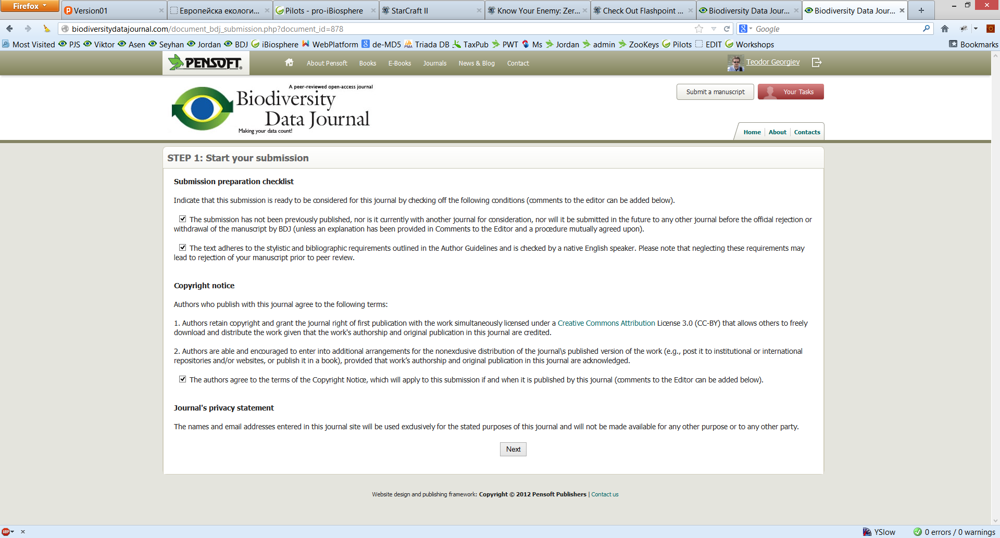 Firefox
Version01
Европейска екологи...
Pilots - pro-iBiosphere
StarCraft II
Know Your Enemy: Zer...
Check Out Flashpoint ...
Biodiversity Data Jour...
Biodiversity Data Jour...
biodiversitydatajournal.com/document_bdj_submission.php?document_id=878
Google
Most Visited PJS Viktor Asen Seyhan Jordan BDJ iBiosphere WebPlatform de-MD5 Triada DB TaxPub PWT Ms Jordan admin ZooKeys Pilots EDIT Workshops Bookmarks
PENSOFT
About Pensoft Books E-Books Journals News & Blog Contact
Teodor Georgiev
A peer-reviewed open-access journal
Biodiversity
Data Journal
Making your data count!
Submit a manuscript
Your Tasks
Home About Contacts
STEP 1: Start your submission
Submission preparation checklist
Indicate that this submission is ready to be considered for this journal by checking off the following conditions (comments to the editor can be added below).
The submission has not been previously published, nor is it currently with another journal for consideration, nor will it be submitted in the future to any other journal before the official rejection or
withdrawal of the manuscript by BDJ (unless an explanation has been provided in Comments to the Editor and a procedure mutually agreed upon).
The text adheres to the stylistic and bibliographic requirements outlined in the Author Guidelines and is checked by a native English speaker. Please note that neglecting these requirements may
lead to rejection of your manuscript prior to peer review.
Copyright notice
Authors who publish with this journal agree to the following terms:
1. Authors retain copyright and grant the journal right of first publication with the work simultaneously licensed under a Creative Commons Attribution License 3.0 (CC-BY) that allows others to freely
download and distribute the work given that the work's authorship and original publication in this journal are credited.
2. Authors are able and encouraged to enter into additional arrangements for the nonexclusive distribution of the journal\s published version of the work (e.g., post it to institutional or international
repositories and/or websites, or publish it in a book), provided that work’s authorship and original publication in this journal are acknowledged.
The authors agree to the terms of the Copyright Notice, which will apply to this submission if and when it is published by this journal (comments to the Editor can be added below).
Journal's privacy statement
The names and email addresses entered in this journal site will be used exclusively for the stated purposes of this journal and will not be made available for any other purpose or to any other party.
Next
Website design and publishing framework: Copyright © 2012 Pensoft Publishers | Contact us
ABP
YSlow
0 errors / 0 warnings